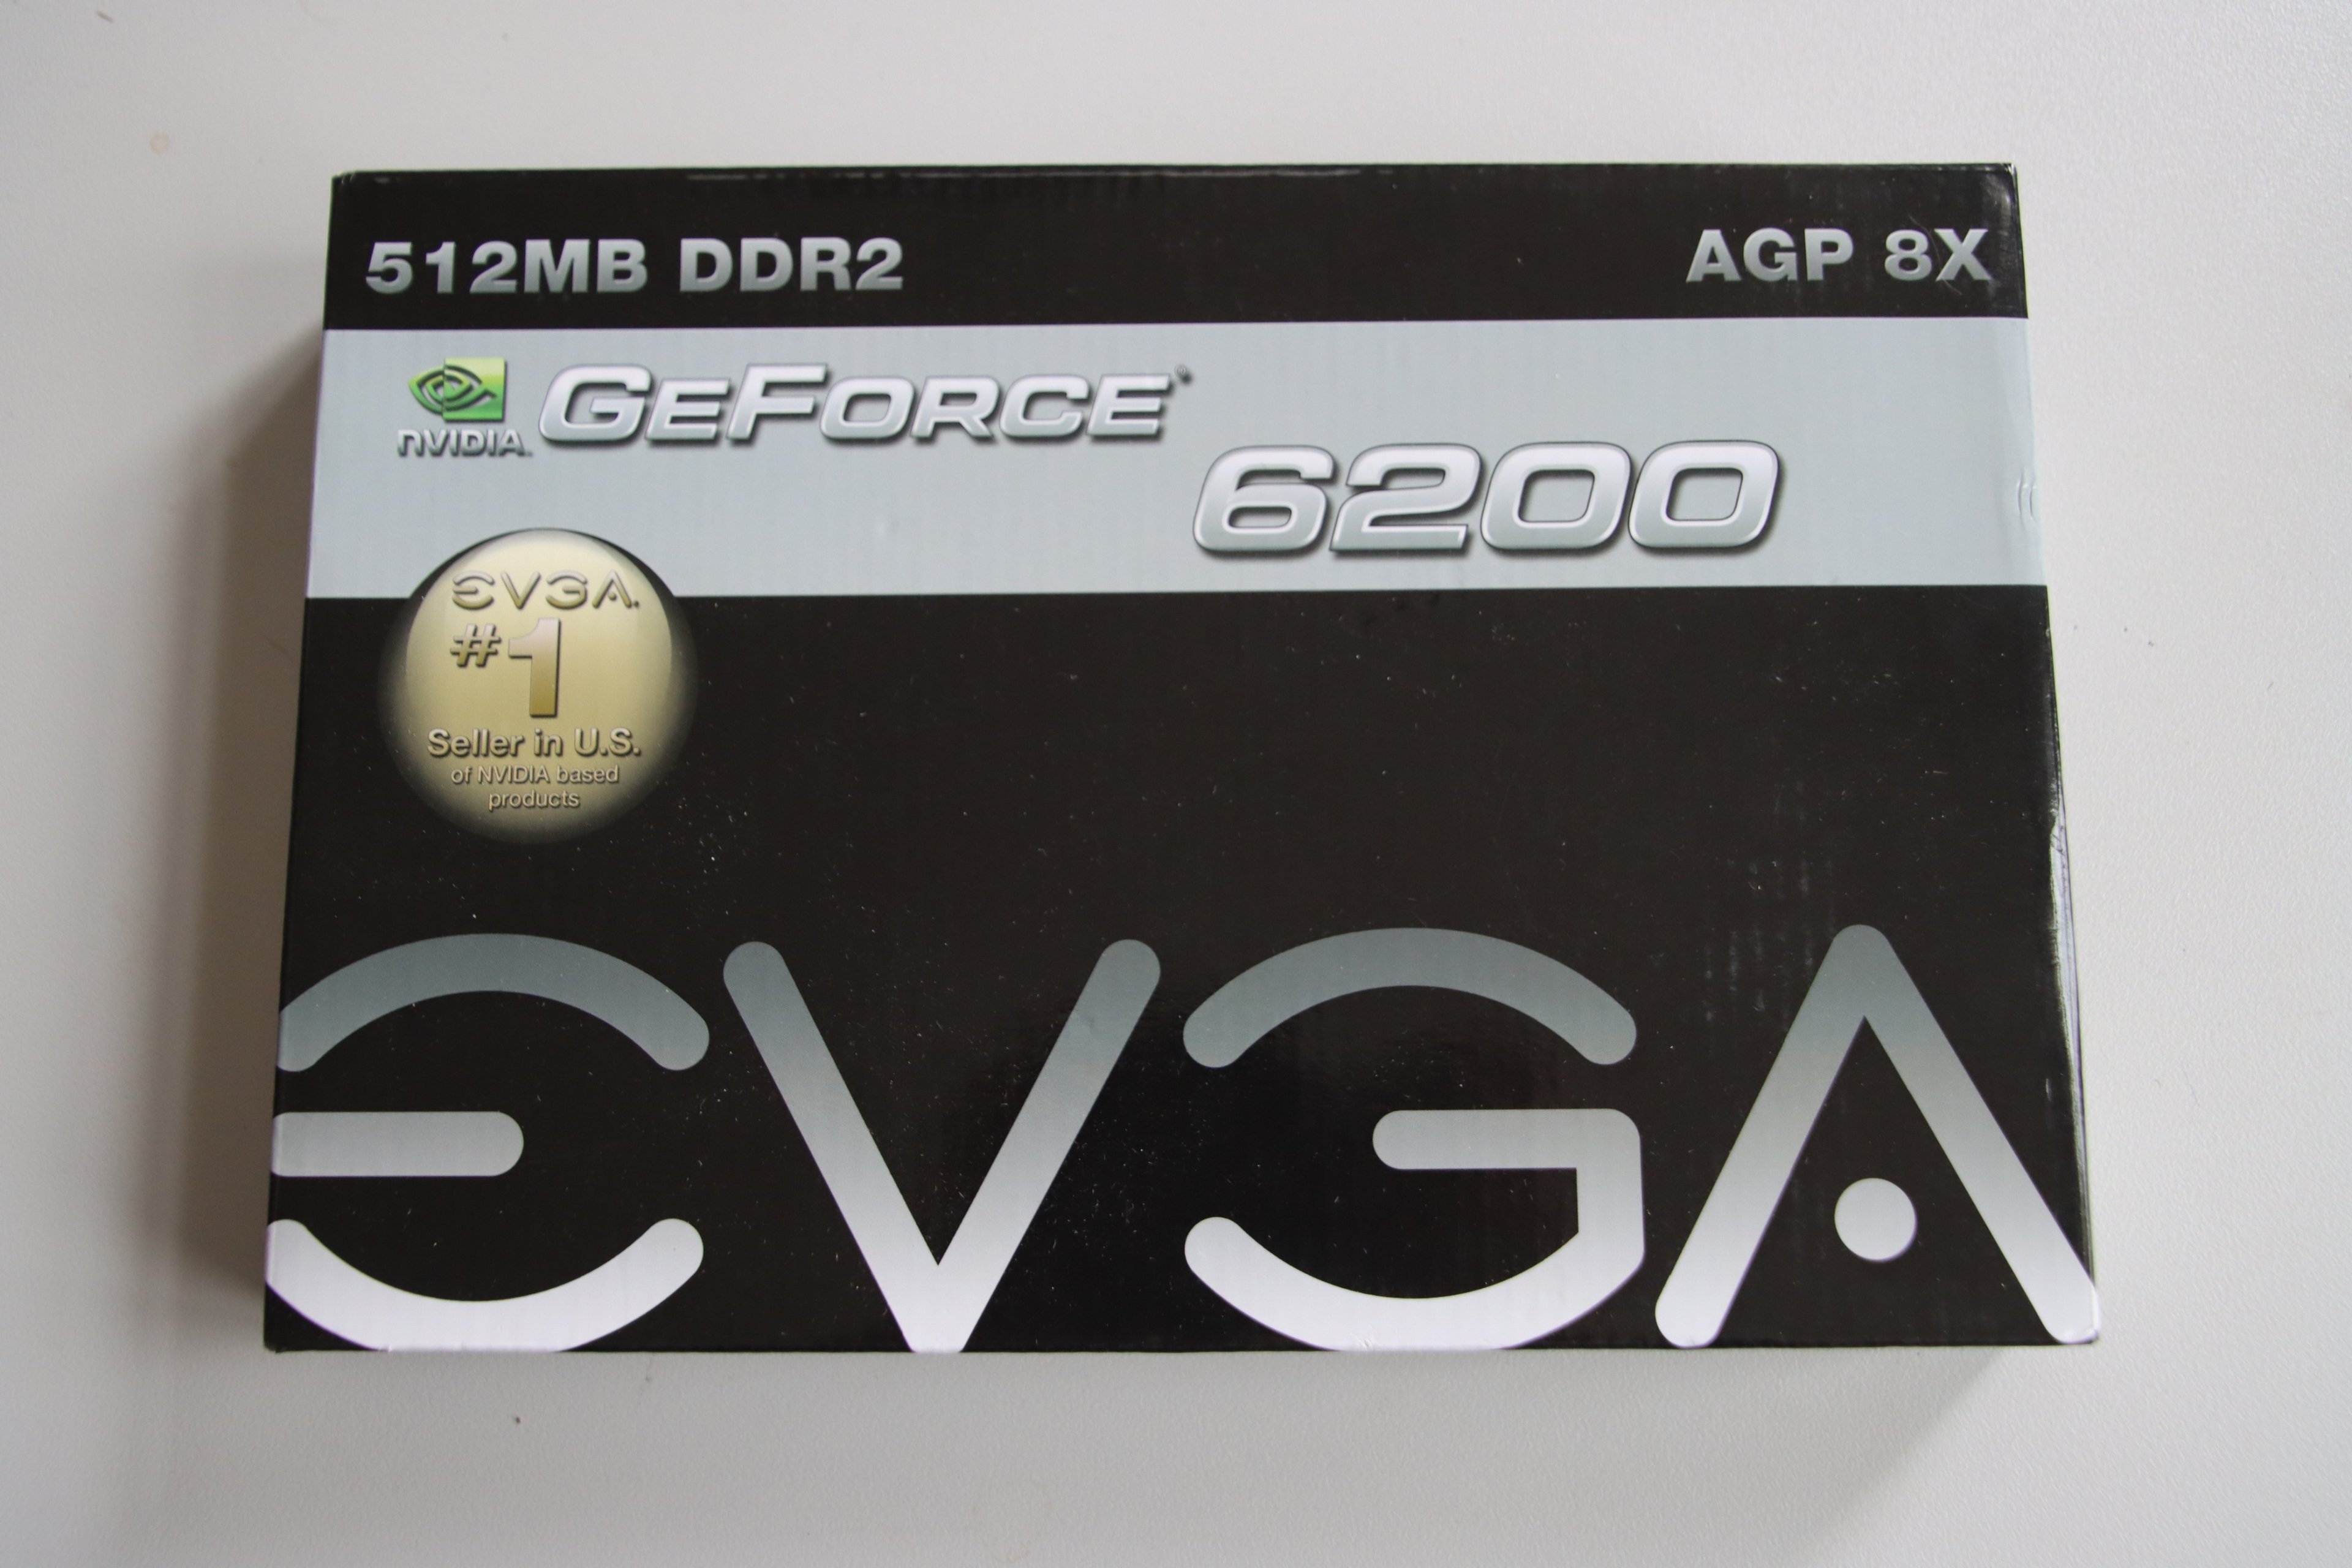 512MB DDR2 AGP 8X
NVIDIA. GEFORCE®
6200
EVGA.
#1
Seller in U.S.
of NVIDIA based
products
EVGA